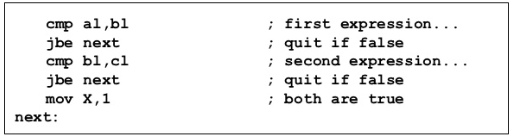 cmp al,bl ; first expression...
jbe next ; quit if false
cmp bl,cl ; second expression...
jbe next ; quit if false
mov X,1 ; both are true
next: